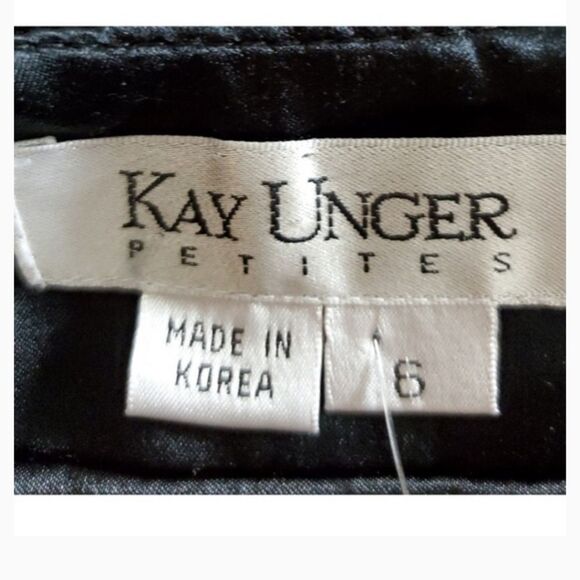 KAY UNGER
PETITES
MADE IN
KOREA
6